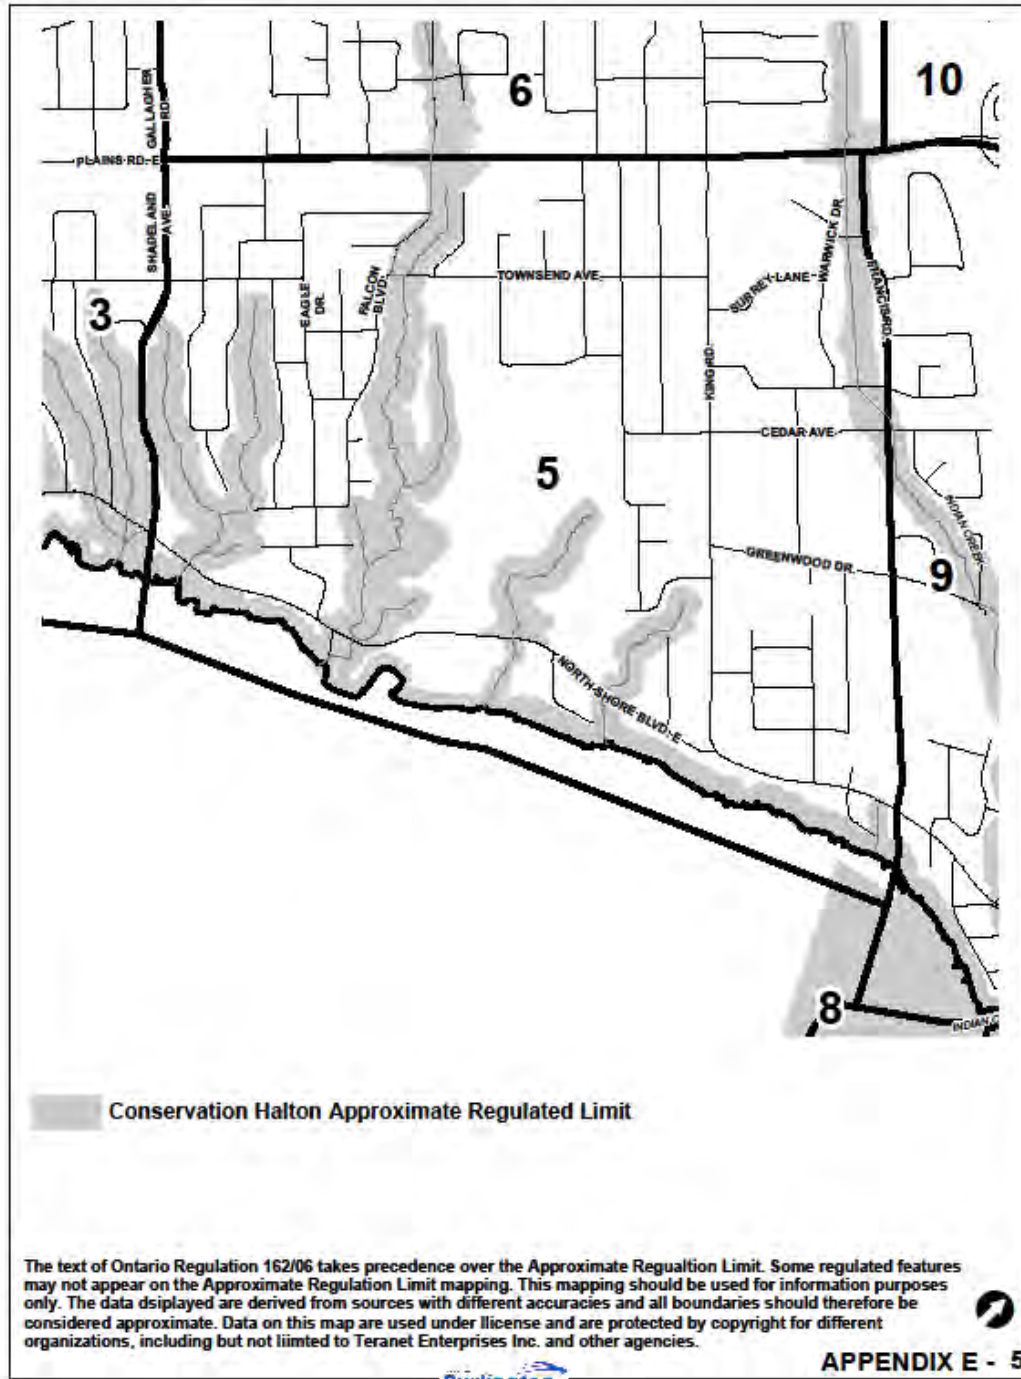 6
10
GALLAGHER RD
PLAINS RD-E
SHADELAND AVE
WARWICK DR.
TOWNSEND AVE
SURREY LANE
FRANCIS RD.
EAGLE DR.
FALCON BLVD.
3
KING RD.
CEDAR AVE
5
INDIAN CREEK
GREENWOOD DR.
9
NORTH-SHORE-BLVD.-E
8
INDIAN C
Conservation Halton Approximate Regulated Limit
The text of Ontario Regulation 162/06 takes precedence over the Approximate Regualtion Limit. Some regulated features
may not appear on the Approximate Regulation Limit mapping. This mapping should be used for information purposes
only. The data dsiplayed are derived from sources with different accuracies and all boundaries should therefore be
considered approximate. Data on this map are used under llicense and are protected by copyright for different
organizations, including but not liimted to Teranet Enterprises Inc. and other agencies.
APPENDIX E - 5